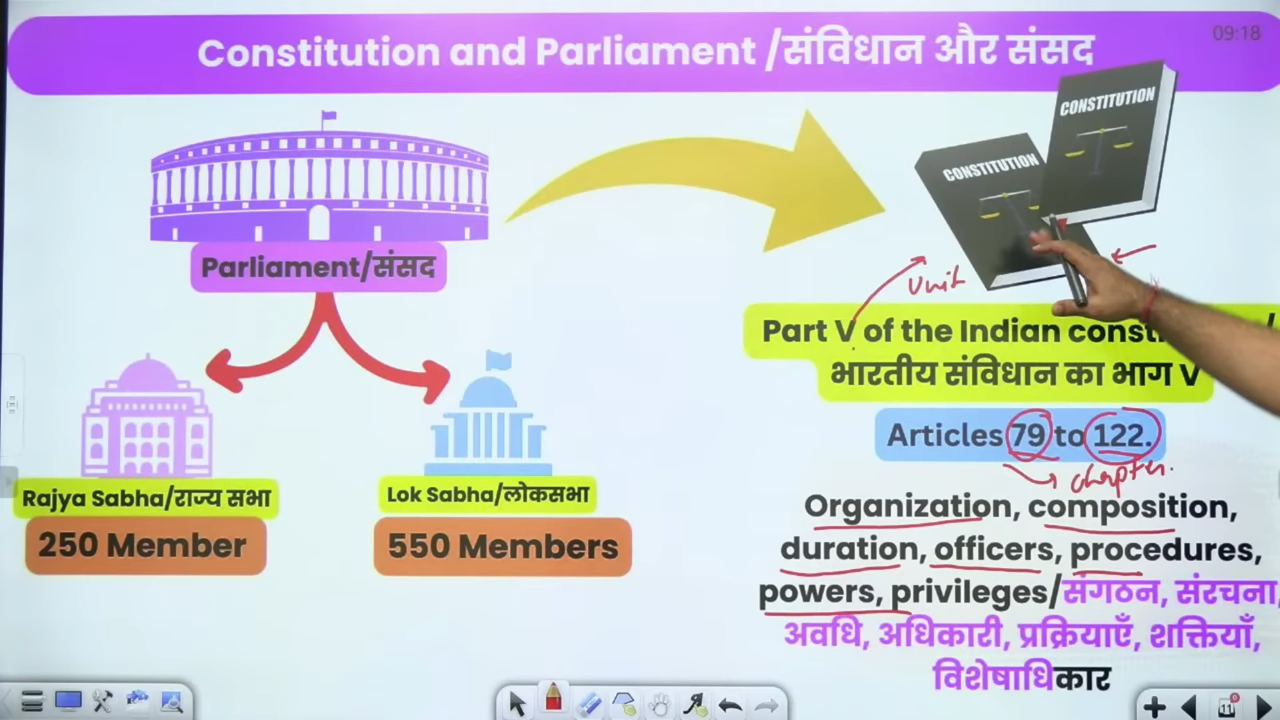 Constitution and Parliament /संविधान और संसद
09:18
CONSTITUTION
CONSTITUTION
Parliament/संसद
Unit
Part V of the Indian
भारतीय संविधान का भाग V
Articles 79 to 122.
chapter.
Rajya Sabha/राज्य सभा
250 Member
Lok Sabha/लोकसभा
550 Members
Organization, composition,
duration, officers, procedures,
powers, privileges/संगठन, संरचना,
अवधि, अधिकारी, प्रक्रियाएँ, शक्तियाँ,
विशेषाधिकार
11